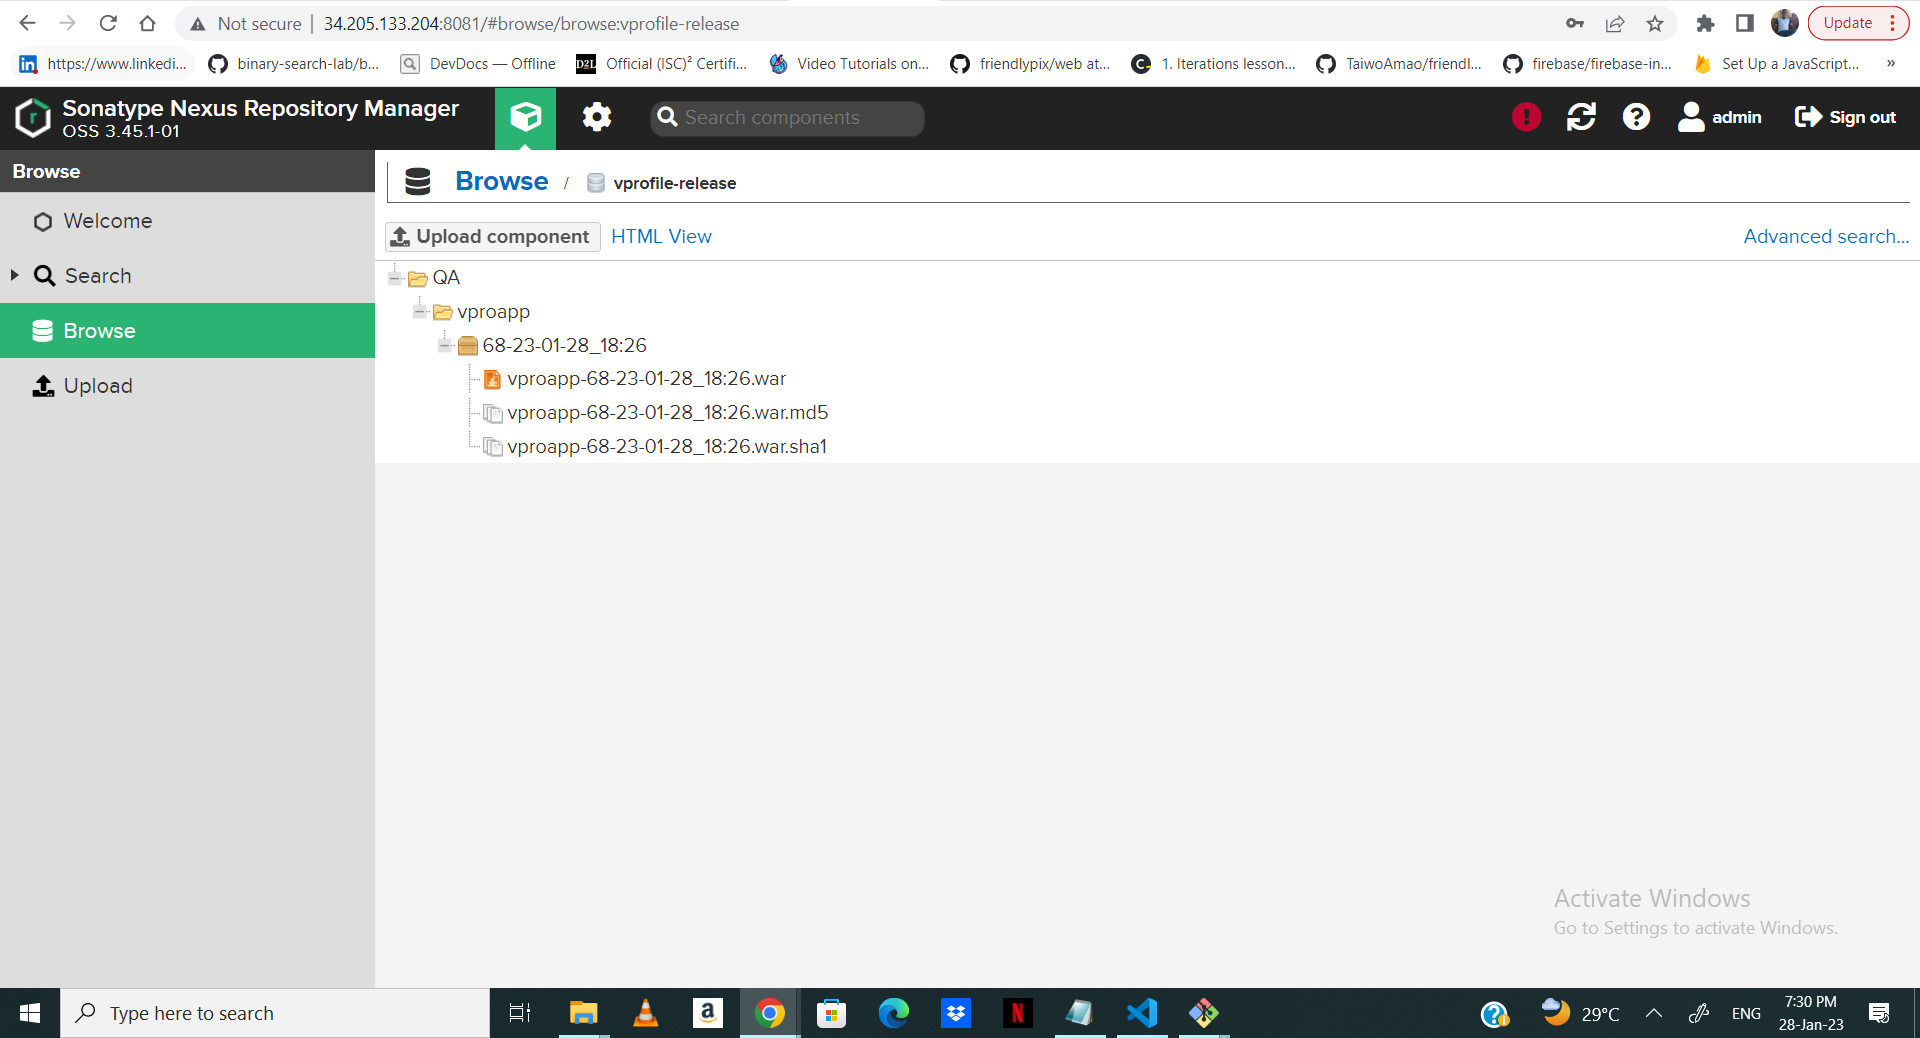 Not secure | 34.205.133.204:8081/#browse/browse:vprofile-release
Update
https://www.linkedi...
binary-search-lab/b...
DevDocs — Offline
D2L Official (ISC)² Certifi...
Video Tutorials on...
friendlypix/web at...
1. Iterations lesson...
TaiwoAmao/friendl...
firebase/firebase-in...
Set Up a JavaScript...
»
Sonatype Nexus Repository Manager
OSS 3.45.1-01
Search components
admin
Sign out
Browse
Welcome
Search
Browse
Upload
Browse / vprofile-release
Upload component
HTML View
Advanced search...
QA
vproapp
68-23-01-28_18:26
vproapp-68-23-01-28_18:26.war
vproapp-68-23-01-28_18:26.war.md5
vproapp-68-23-01-28_18:26.war.sha1
Activate Windows
Go to Settings to activate Windows.
Type here to search
29°C
ENG
7:30 PM
28-Jan-23